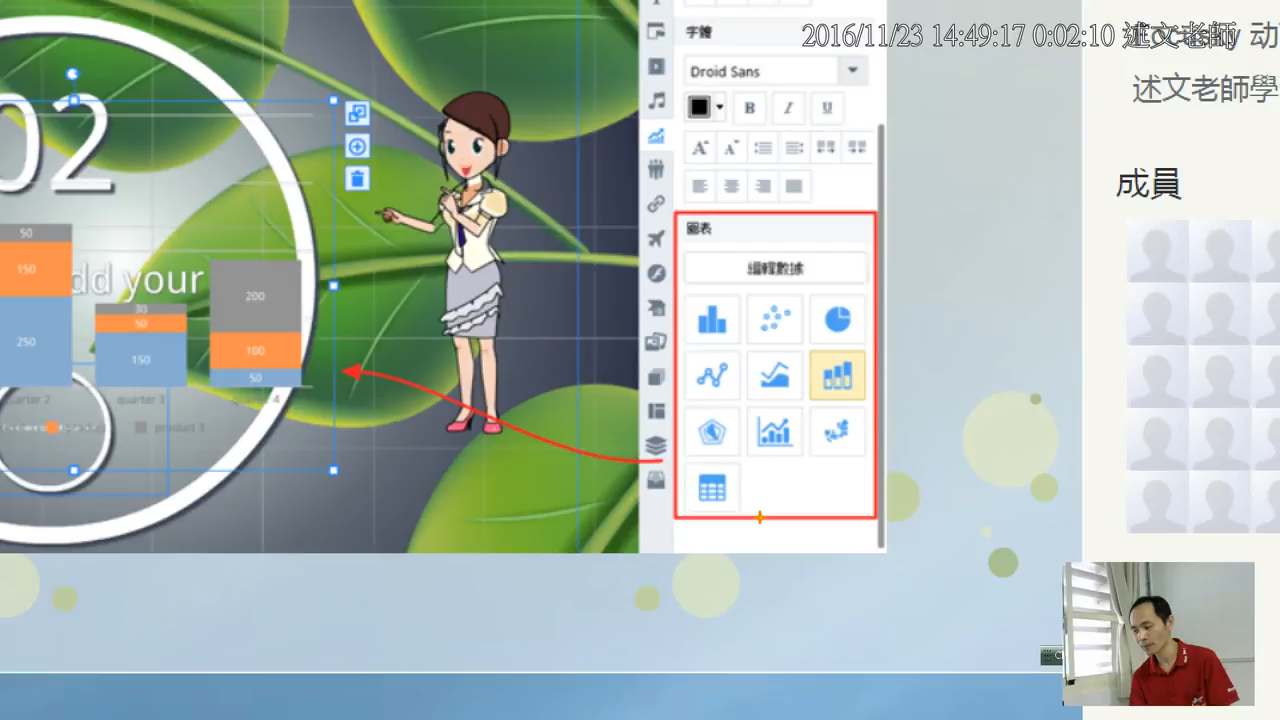 2016/11/23 14:49:17 0:02:10 述文老師
动
述文老師學
成員
字體
Droid Sans
B I U
A A
圖表
編輯數據
02
dd your
50
150
250
30
50
150
200
100
50
quarter 3
4
product 3